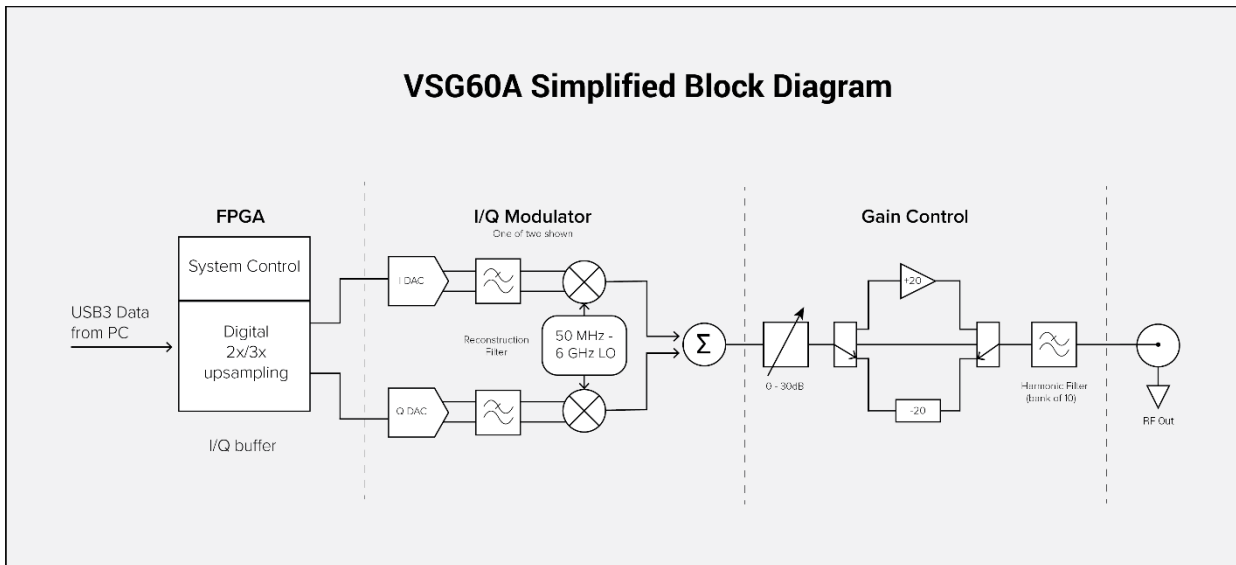 VSG60A Simplified Block Diagram
FPGA
System Control
USB3 Data
from PC
Digital
2x/3x
upsampling
I/Q buffer
I/Q Modulator
One of two shown
I DAC
Reconstruction
Filter
50 MHz -
6 GHz LO
Q DAC
Σ
Gain Control
0 - 30dB
+20
-20
Harmonic Filter
(bank of 10)
RF Out